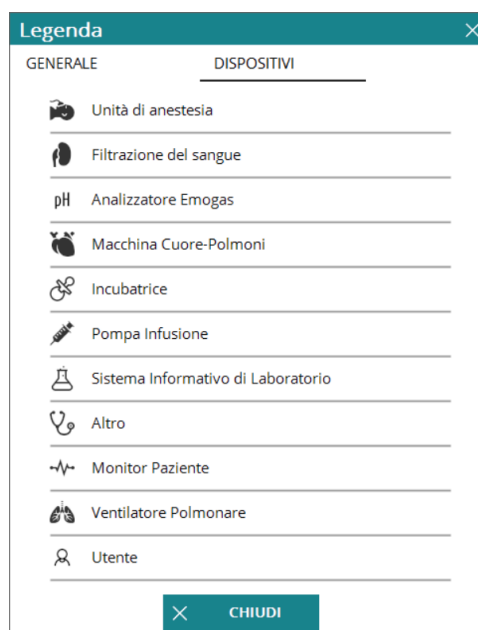 Legenda
GENERALE DISPOSITIVI
Unità di anestesia
Filtrazione del sangue
pH Analizzatore Emogas
Macchina Cuore-Polmoni
Incubatrice
Pompa Infusione
Sistema Informativo di Laboratorio
Altro
Monitor Paziente
Ventilatore Polmonare
Utente
CHIUDI